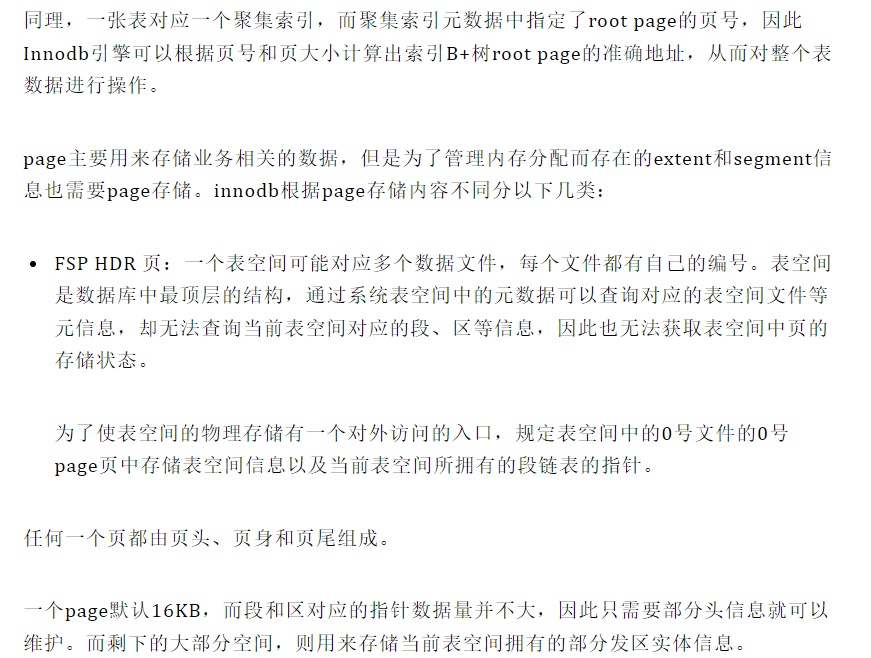 同理，一张表对应一个聚集索引，而聚集索引元数据中指定了root page的页号，因此
Innodb引擎可以根据页号和页大小计算出索引B+树root page的准确地址，从而对整个表
数据进行操作。
page主要用来存储业务相关的数据，但是为了管理内存分配而存在的extent和segment信
息也需要page存储。innodb根据page存储内容不同分以下几类：
• FSP HDR 页：一个表空间可能对应多个数据文件，每个文件都有自己的编号。表空间
是数据库中最顶层的结构，通过系统表空间中的元数据可以查询对应的表空间文件等
元信息，却无法查询当前表空间对应的段、区等信息，因此也无法获取表空间中页的
存储状态。
为了使表空间的物理存储有一个对外访问的入口，规定表空间中的0号文件的0号
page页中存储表空间信息以及当前表空间所拥有的段链表的指针。
任何一个页都由页头、页身和页尾组成。
一个page默认16KB，而段和区对应的指针数据量并不大，因此只需要部分头信息就可以
维护。而剩下的大部分空间，则用来存储当前表空间拥有的部分发区实体信息。